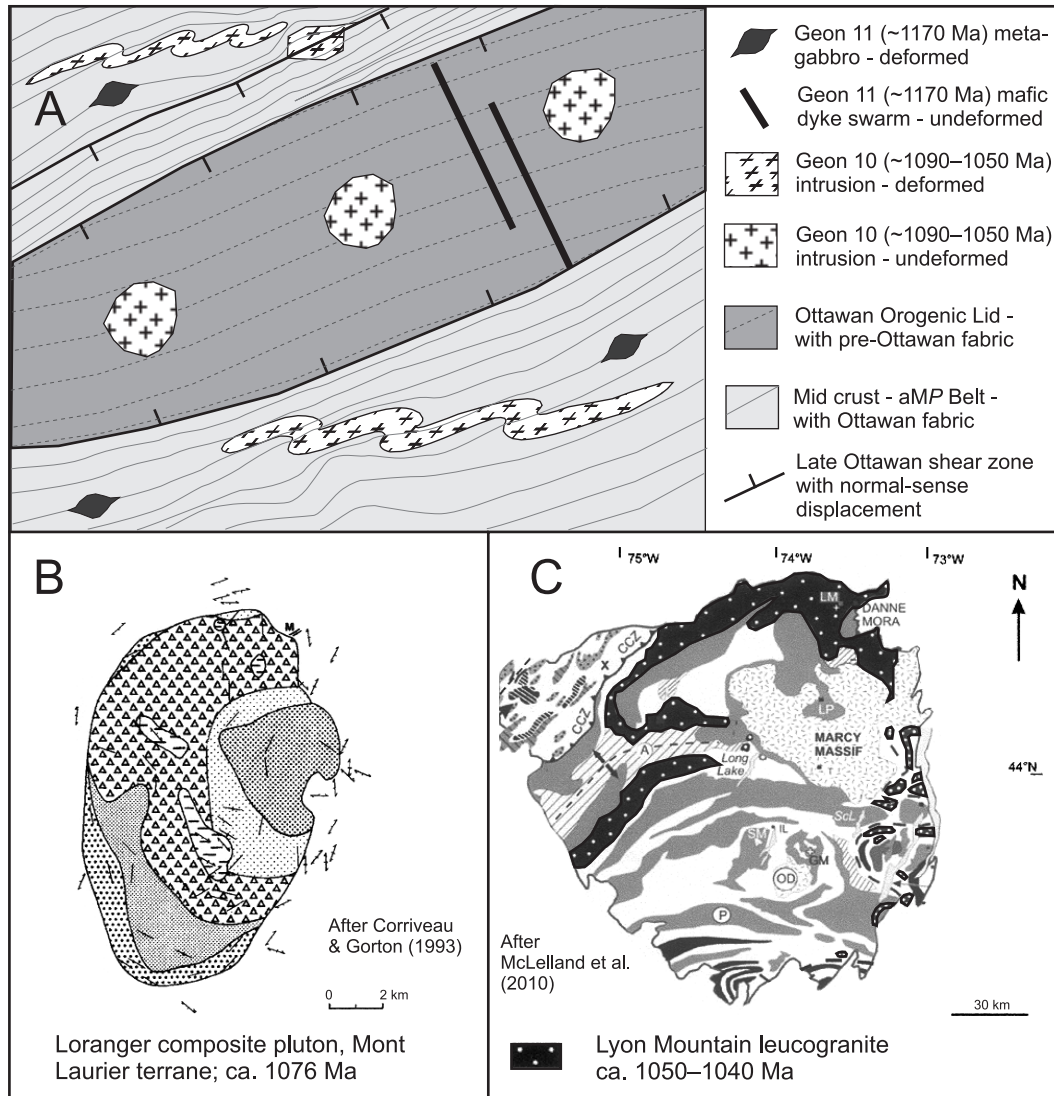 A
Geon 11 (~1170 Ma) meta-
gabbro - deformed
Geon 11 (~1170 Ma) mafic
dyke swarm - undeformed
Geon 10 (~1090–1050 Ma)
intrusion - deformed
Geon 10 (~1090–1050 Ma)
intrusion - undeformed
Ottawan Orogenic Lid -
with pre-Ottawan fabric
Mid crust - aMP Belt -
with Ottawan fabric
Late Ottawan shear zone
with normal-sense
displacement
B
M
After Corriveau
& Gorton (1993)
0 2 km
Loranger composite pluton, Mont
Laurier terrane; ca. 1076 Ma
C
75°W
74°W
73°W
N
LM
DANNE
MORA
CCZ
X
CCZ
LP
MARCY
MASSIF
A
Long
Lake
T
44°N
ScL
SM
IL
GM
OD
P
After
McLelland et al.
(2010)
30 km
Lyon Mountain leucogranite
ca. 1050–1040 Ma